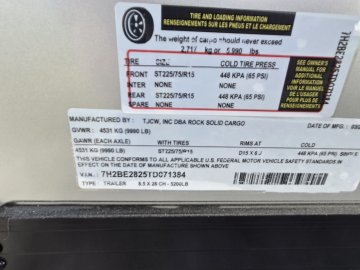 TIRE AND LOADING INFORMATION
RENSEIGNEMENTS SUR LES PNEUS ET LE CHARGEMENT
The weight of cargo should never exceed
2,717 kg or 5,990 lbs.
TIRE SIZE COLD TIRE PRESS
FRONT ST225/75/R15 448 KPA (65 PSI)
INTER NONE NONE
REAR ST225/75/R15 448 KPA (65 PSI)
SPARE NONE NONE
SEE OWNER'S
MANUAL FOR
ADDITIONAL
INFORMATION
VOIR LE MANUEL
MANUFACTURED BY: TJCW, INC DBA ROCK SOLID CARGO DATE OF MFG:
GVWR: 4531 KG (9990 LB)
GAWR (EACH AXLE) WITH TIRES RIMS AT COLD
4531 KG (9990 LB) ST225/75/R15 D15 X 6 J 448 KPA (65 PSI)
THIS VEHICLE CONFORMS TO ALL APPLICABLE U.S. FEDERAL MOTOR VEHICLE SAFETY STANDARDS IN
EFFECT ON THE DATE OF MANUFACTURE SHOWN ABOVE
V.I.N.: 7H2BE2825TD071384
TYPE: TRAILER 8.5 X 28 CH - 5200LB